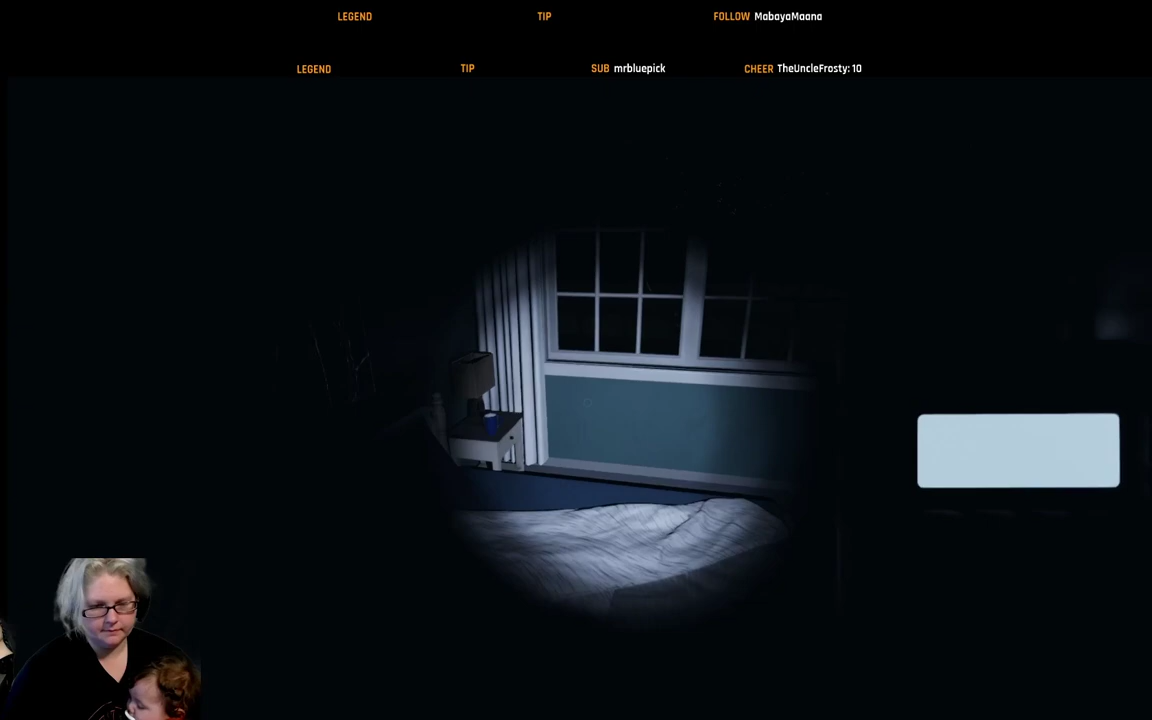 LEGEND TIP FOLLOW MabayaMaana
LEGEND TIP SUB mrbluepick CHEER TheUncleFrosty: 10